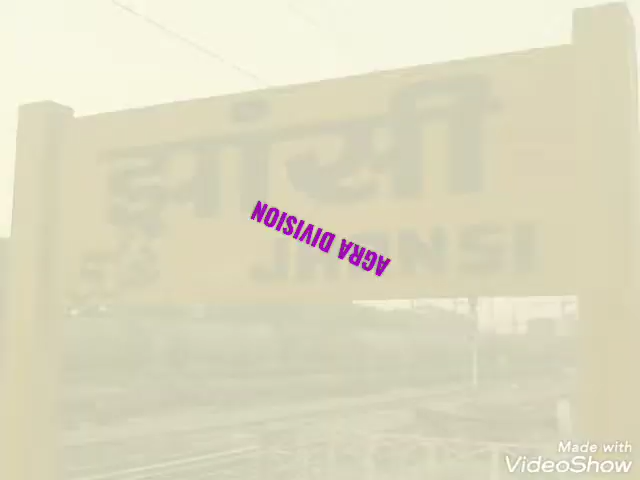 झांसी
JHANSI
AGRA DIVISION
Made with
VideoShow